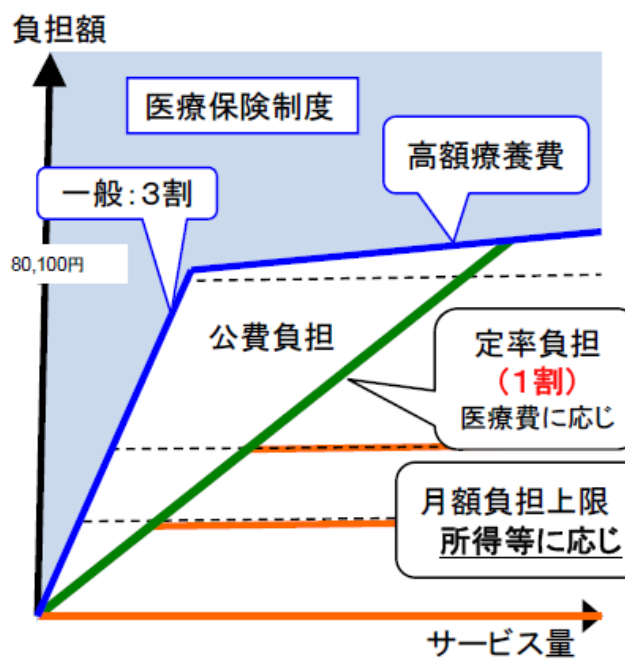 負担額
医療保険制度
高額療養費
一般：３割
80,100円
公費負担
定率負担
（１割）
医療費に応じ
月額負担上限
所得等に応じ
サービス量